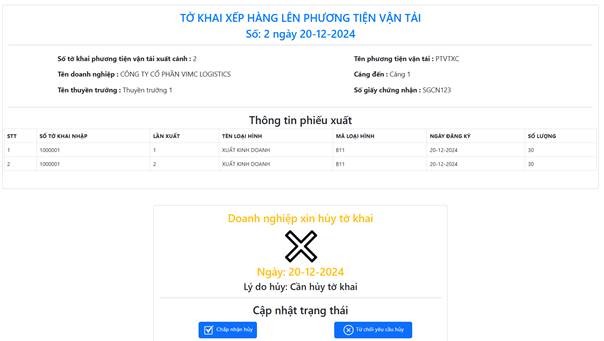 TỜ KHAI XẾP HÀNG LÊN PHƯƠNG TIỆN VẬN TẢI
Số: 2 ngày 20-12-2024
Số tờ khai phương tiện vận tải xuất cảnh : 2
Tên phương tiện vận tải : PTVTXC
Tên doanh nghiệp : CÔNG TY CỔ PHẦN VIMC LOGISTICS
Cảng đến : Cảng 1
Tên thuyền trưởng : Thuyền trưởng 1
Số giấy chứng nhận : SGCN123
Thông tin phiếu xuất
STT SỐ TỜ KHAI NHẬP LẦN XUẤT TÊN LOẠI HÌNH MÃ LOẠI HÌNH NGÀY ĐĂNG KÝ SỐ LƯỢNG
1 1000001 1 XUẤT KINH DOANH B11 20-12-2024 30
2 1000001 2 XUẤT KINH DOANH B11 20-12-2024 30
Doanh nghiệp xin hủy tờ khai
Ngày: 20-12-2024
Lý do hủy: Cần hủy tờ khai
Cập nhật trạng thái
Chấp nhận hủy
Từ chối yêu cầu hủy